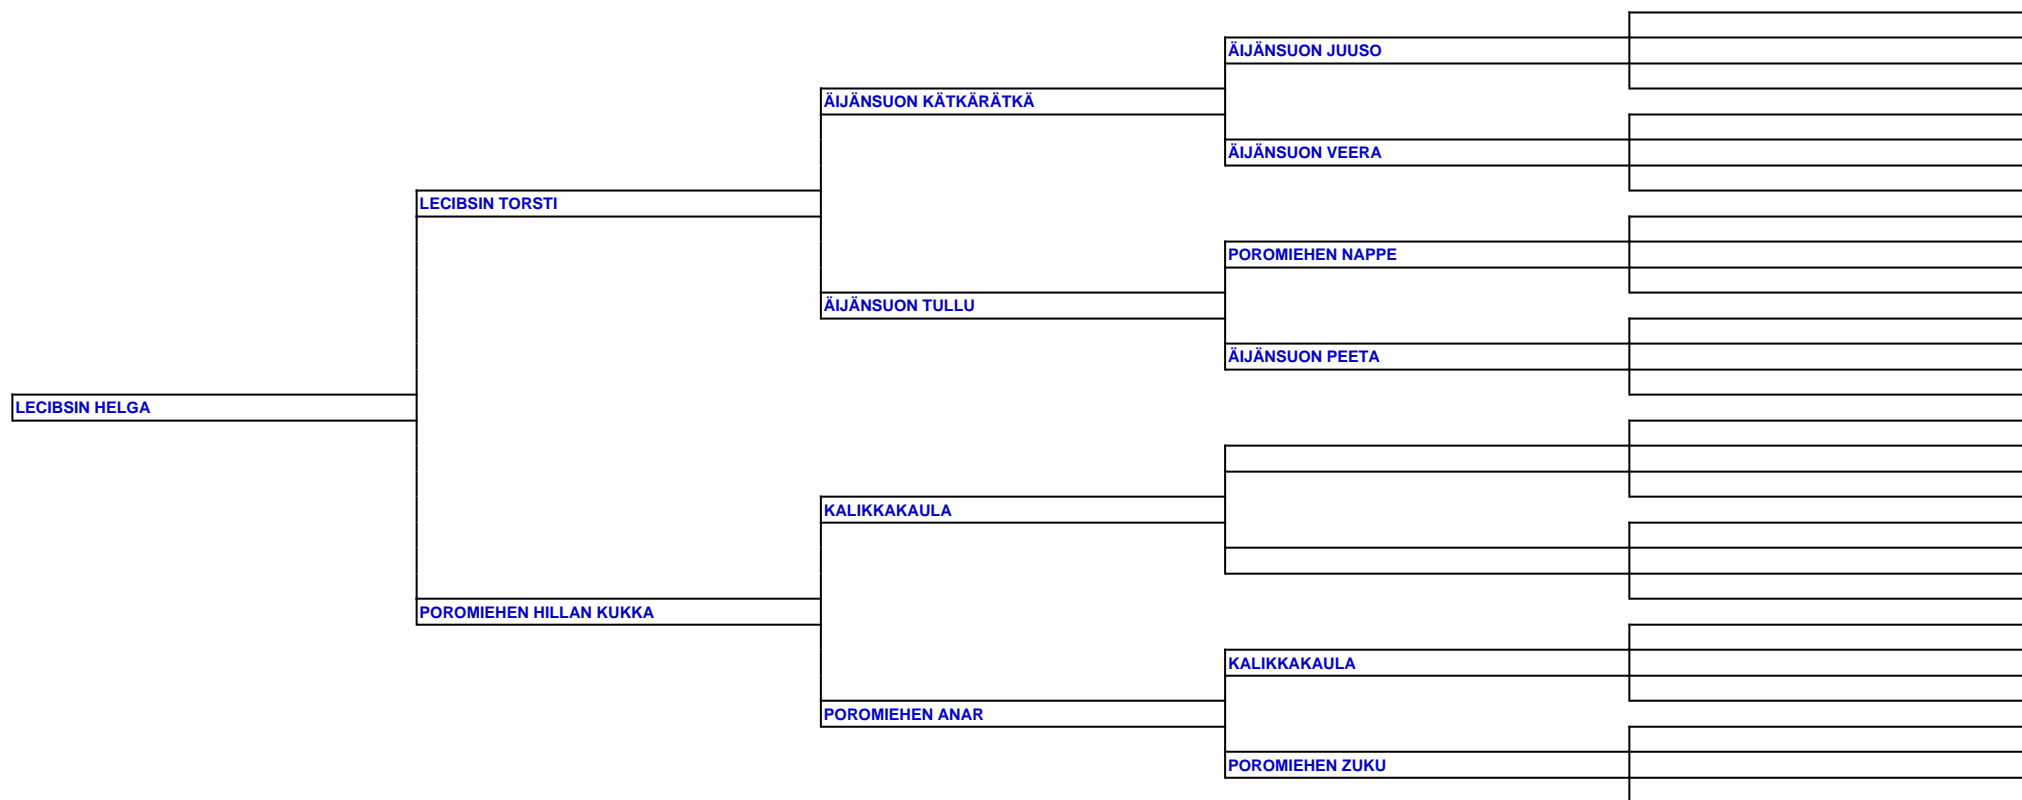 ÄIJÄNSUON JUUSO
ÄIJÄNSUON KÄTKÄRÄTKÄ
ÄIJÄNSUON VEERA
LECIBSIN TORSTI
POROMIEHEN NAPPE
ÄIJÄNSUON TULLU
ÄIJÄNSUON PEETA
LECIBSIN HELGA
KALIKKAKAULA
POROMIEHEN HILLAN KUKKA
KALIKKAKAULA
POROMIEHEN ANAR
POROMIEHEN ZUKU